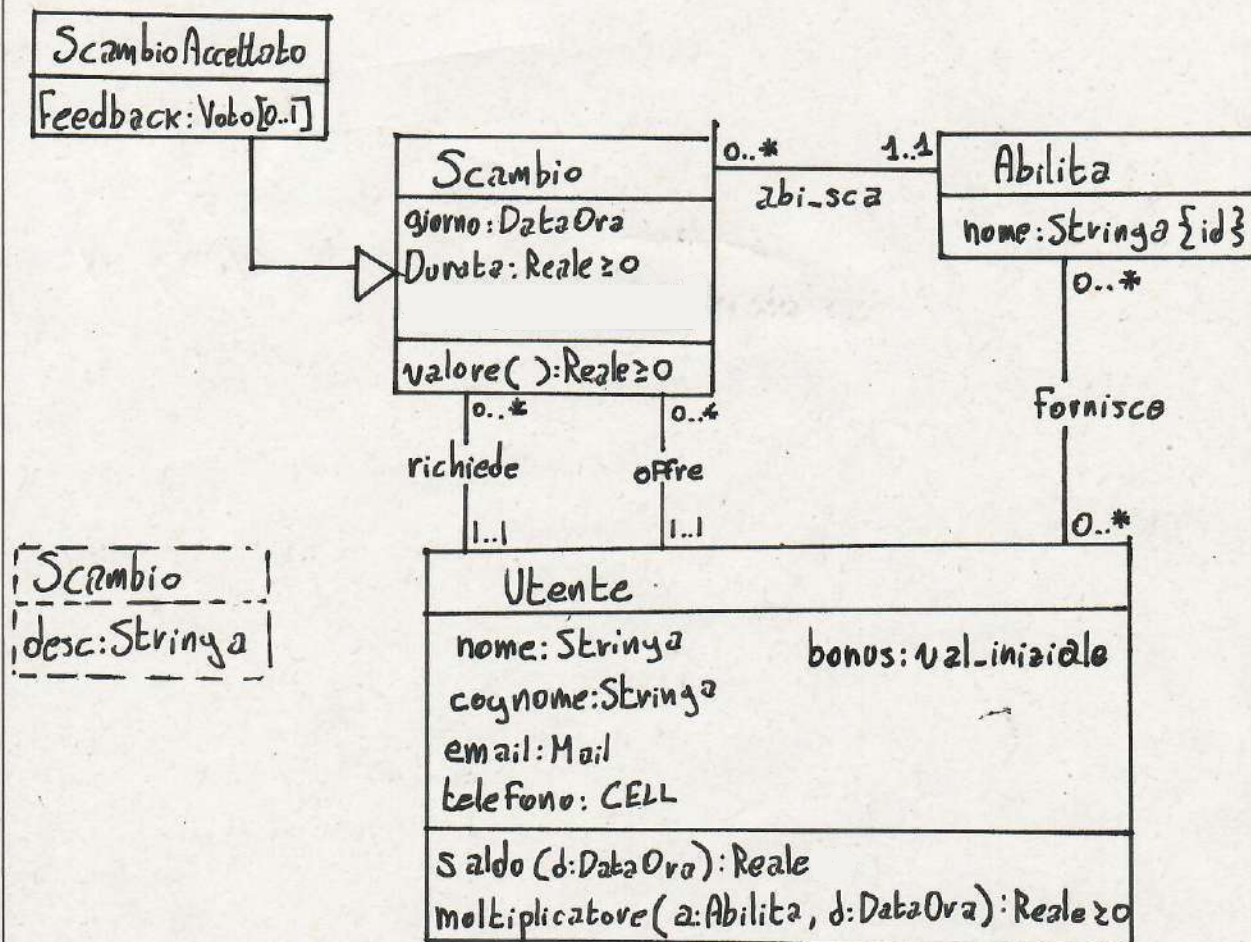 ScambioAccettato
Feedback: Voto[0..1]
Scambio
giorno: DataOra
Durata: Reale ≥ 0
valore( ): Reale ≥ 0
0..*
1..1
abi_sca
Abilita
nome: Stringa {id}
0..*
fornisce
0..*
0..*
0..*
richiede
offre
1..1
1..1
Scambio
desc: Stringa
Utente
nome: Stringa
bonus: val_iniziale
cognome: Stringa
email: Mail
telefono: CELL
saldo (d: DataOra): Reale
moltiplicatore (a: Abilita, d: DataOra): Reale ≥ 0